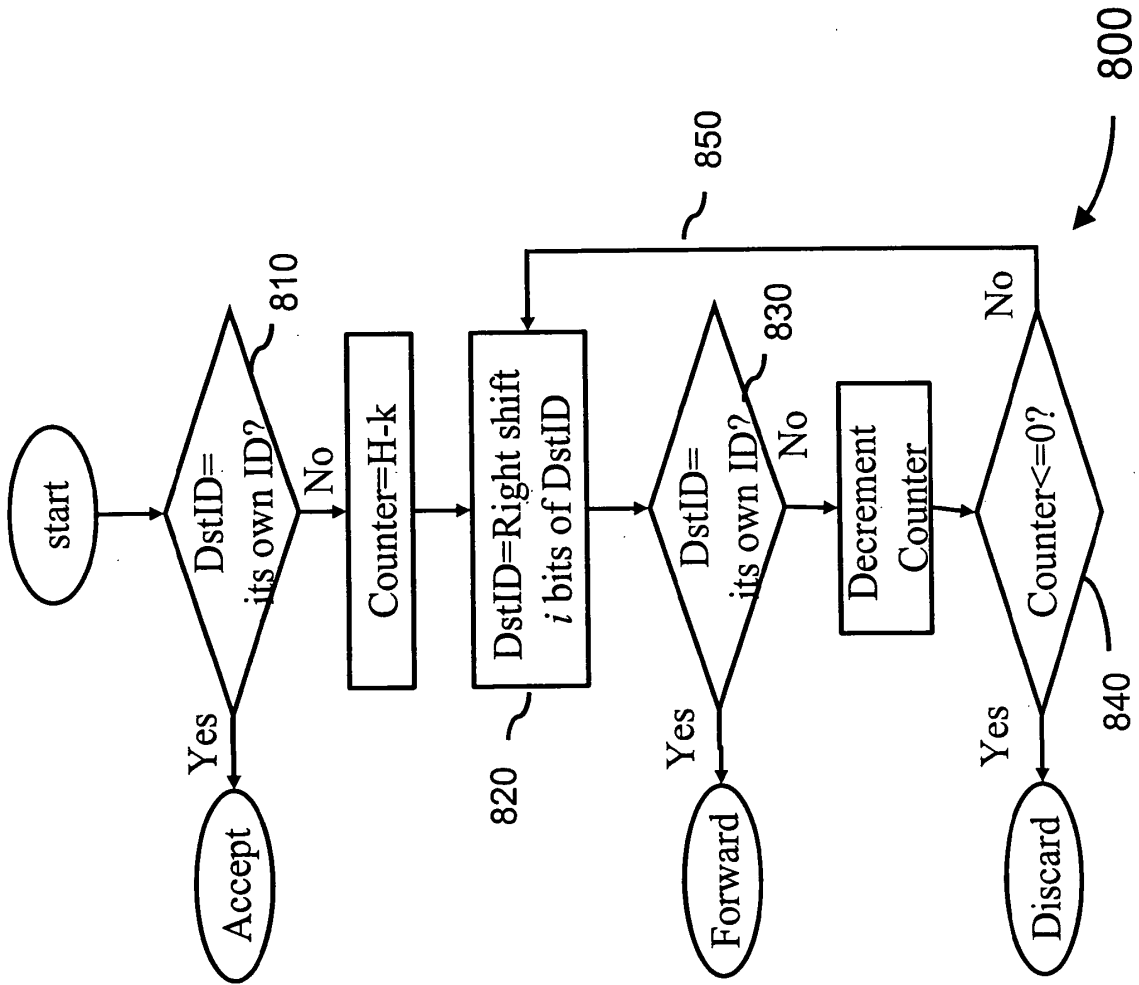 start
DstID=
its own ID?
810
Yes
Accept
No
Counter=H-k
DstID=Right shift
i bits of DstID
820
850
DstID=
its own ID?
830
Yes
Forward
No
Decrement
Counter
Counter<=0?
840
Yes
Discard
No
800